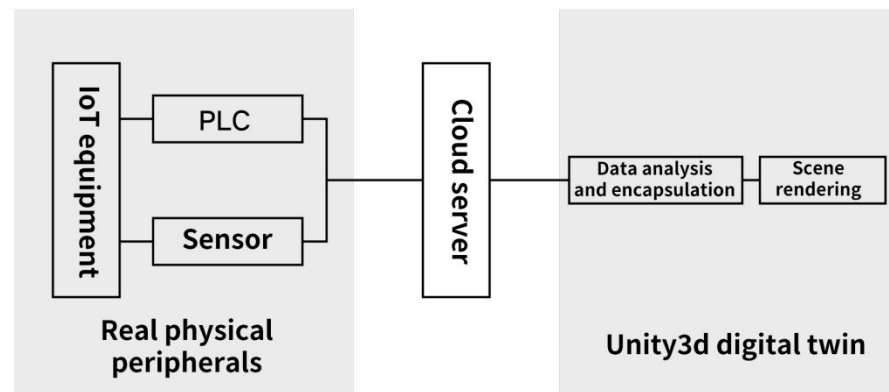 IoT equipment
PLC
Sensor
Real physical
peripherals
Cloud server
Data analysis
and encapsulation
Scene
rendering
Unity3d digital twin